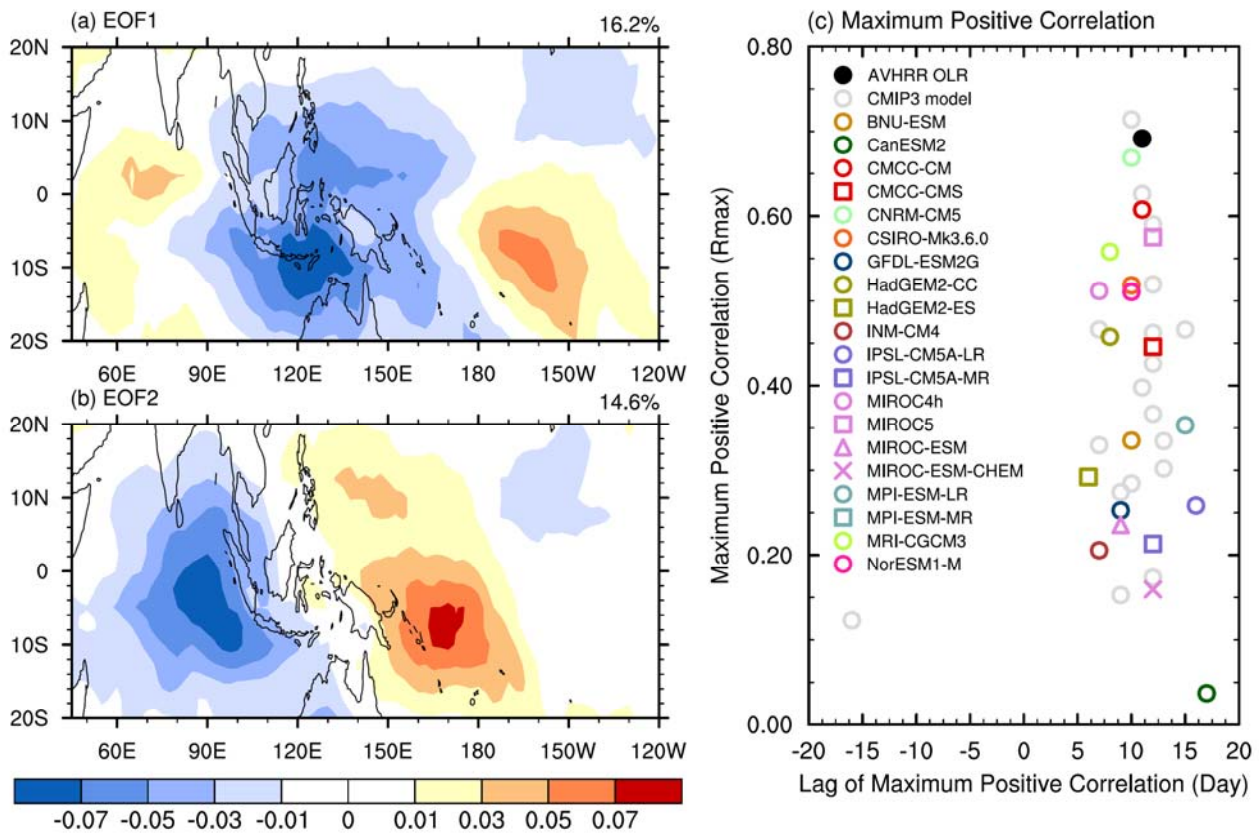 (a) EOF1
16.2%
20N
10N
0
10S
20S
60E
90E
120E
150E
180
150W
120W
(b) EOF2
14.6%
20N
10N
0
10S
20S
60E
90E
120E
150E
180
150W
120W
-0.07
-0.05
-0.03
-0.01
0
0.01
0.03
0.05
0.07
(c) Maximum Positive Correlation
Maximum Positive Correlation (Rmax)
0.80
0.60
0.40
0.20
0.00
AVHRR OLR
CMIP3 model
BNU-ESM
CanESM2
CMCC-CM
CMCC-CMS
CNRM-CM5
CSIRO-Mk3.6.0
GFDL-ESM2G
HadGEM2-CC
HadGEM2-ES
INM-CM4
IPSL-CM5A-LR
IPSL-CM5A-MR
MIROC4h
MIROC5
MIROC-ESM
MIROC-ESM-CHEM
MPI-ESM-LR
MPI-ESM-MR
MRI-CGCM3
NorESM1-M
-20
-15
-10
-5
0
5
10
15
20
Lag of Maximum Positive Correlation (Day)